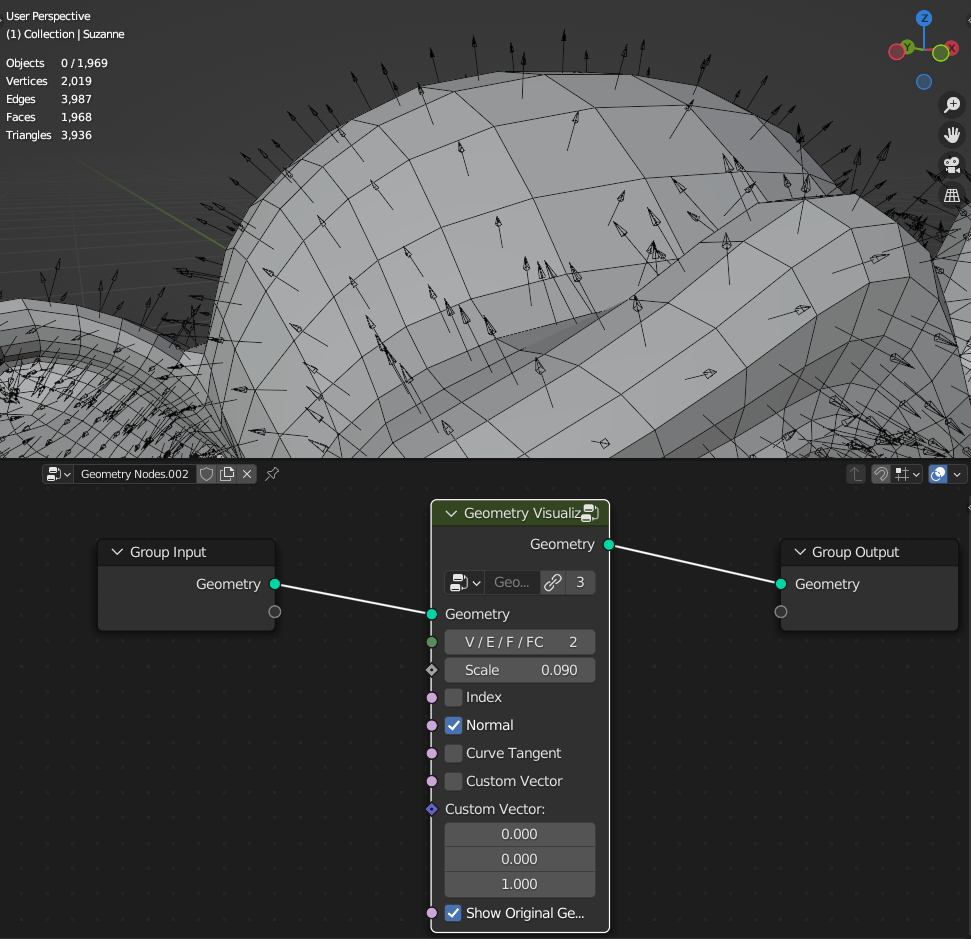 User Perspective
(1) Collection | Suzanne
Objects 0 / 1,969
Vertices 2,019
Edges 3,987
Faces 1,968
Triangles 3,936
Z
Y
X
Geometry Nodes.002
Geometry Visualiz
Group Input
Group Output
Geometry
Geometry
Geometry
Geo...
3
Geometry
V / E / F / FC 2
Scale 0.090
Index
Normal
Curve Tangent
Custom Vector
Custom Vector:
0.000
0.000
1.000
Show Original Ge...